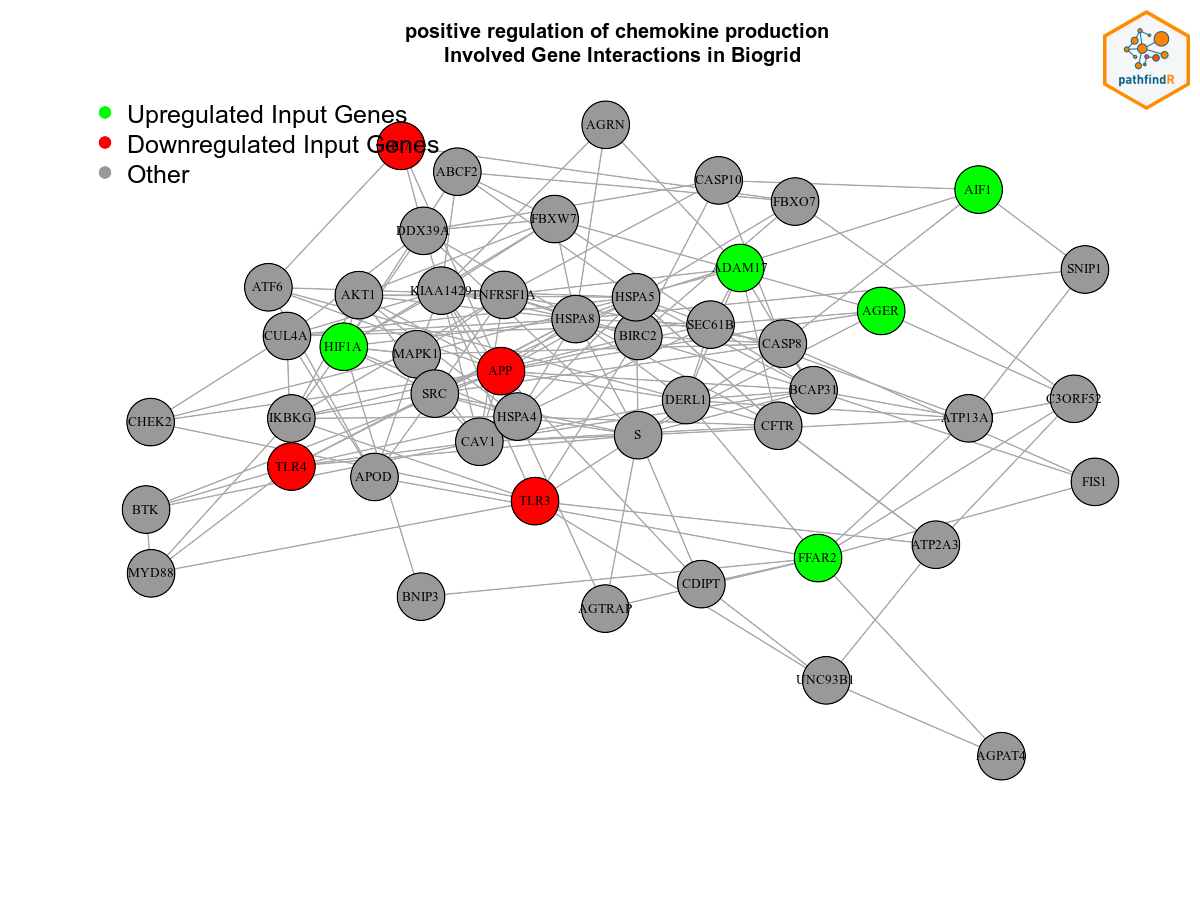 positive regulation of chemokine production
Involved Gene Interactions in Biogrid
pathfindR
Upregulated Input Genes
Downregulated Input Genes
Other
AGRN
ABCF2
CASP10
AIF1
FBXO7
FBXW7
DDX39A
ADAM17
SNIP1
ATF6
AKT1
KIAA1429
TNFRSF1A
HSPA5
AGER
HSPA8
SEC61B
CUL4A
HIF1A
BIRC2
CASP8
MAPK1
APP
SRC
BCAP31
DERL1
C3ORF52
CHEK2
IKBKG
HSPA4
ATP13A1
CFTR
S
CAV1
TLR4
APOD
FIS1
TLR3
BTK
ATP2A3
FFAR2
MYD88
CDIPT
BNIP3
AGTRAP
UNC93B1
AGPAT4